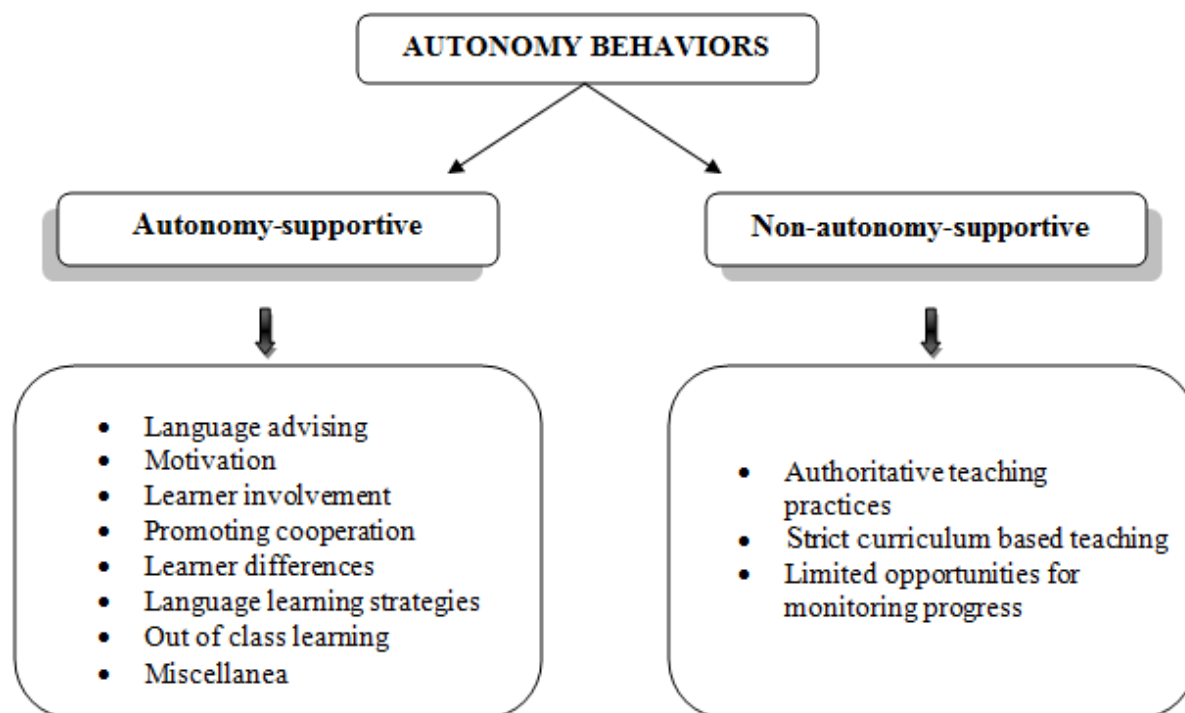 AUTONOMY BEHAVIORS
Autonomy-supportive
Non-autonomy-supportive
• Language advising
• Motivation
• Learner involvement
• Promoting cooperation
• Learner differences
• Language learning strategies
• Out of class learning
• Miscellanea
• Authoritative teaching
practices
• Strict curriculum based teaching
• Limited opportunities for
monitoring progress